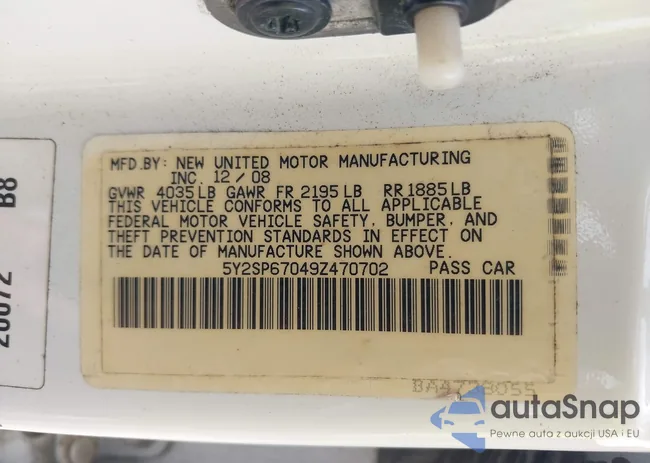 MFD.BY: NEW UNITED MOTOR MANUFACTURING
INC. 12/08
GVWR 4035LB GAWR FR 2195LB RR 1885LB
THIS VEHICLE CONFORMS TO ALL APPLICABLE
FEDERAL MOTOR VEHICLE SAFETY, BUMPER, AND
THEFT PREVENTION STANDARDS IN EFFECT ON
THE DATE OF MANUFACTURE SHOWN ABOVE.
5Y2SP67049Z470702 PASS CAR
B8
autaSnap
Pewne auta z aukcji USA i EU